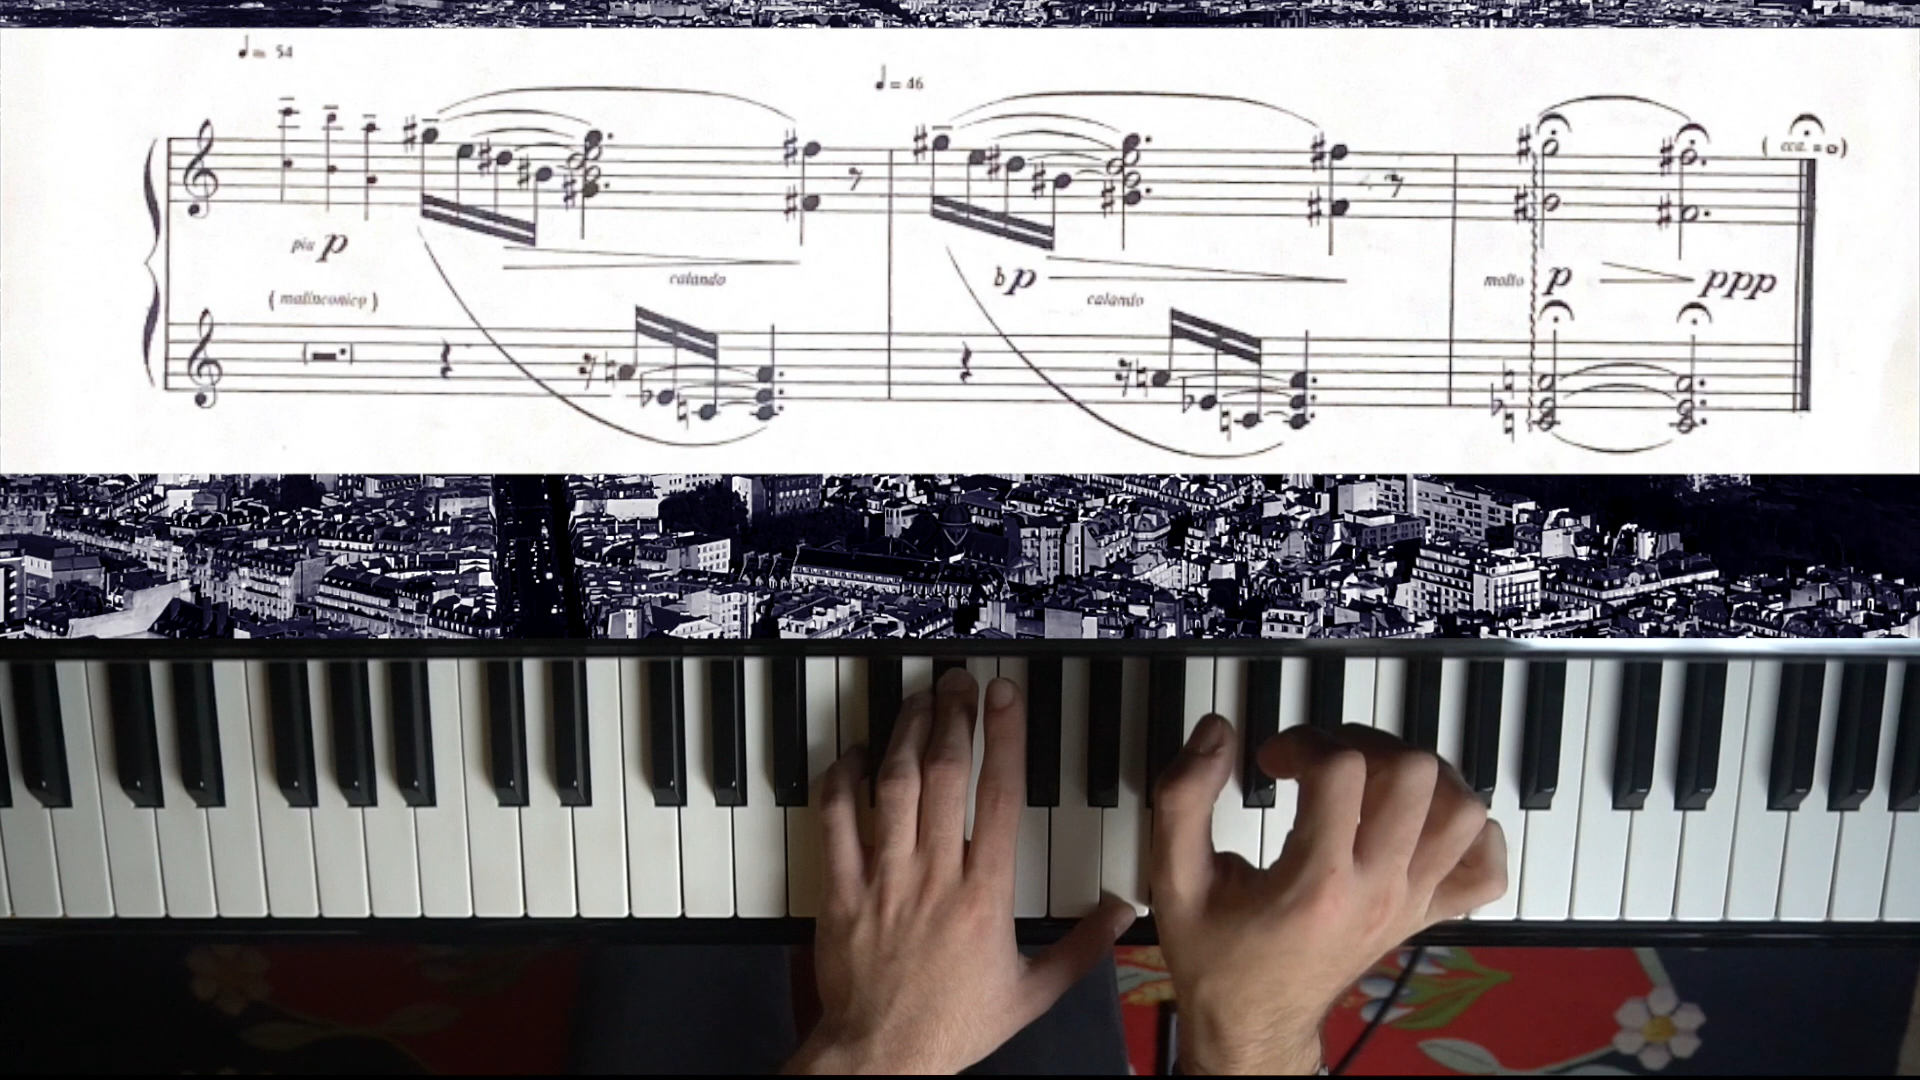 ♩= 54
♩= 46
più p
(malinconico)
calando
p
calando
molto p
ppp